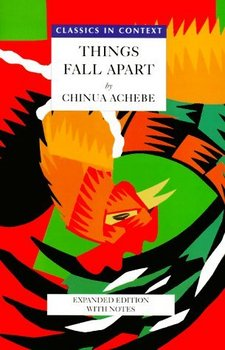 CLASSICS IN CONTEXT
THINGS
FALL APART
by
CHINUA ACHEBE
EXPANDED EDITION
WITH NOTES